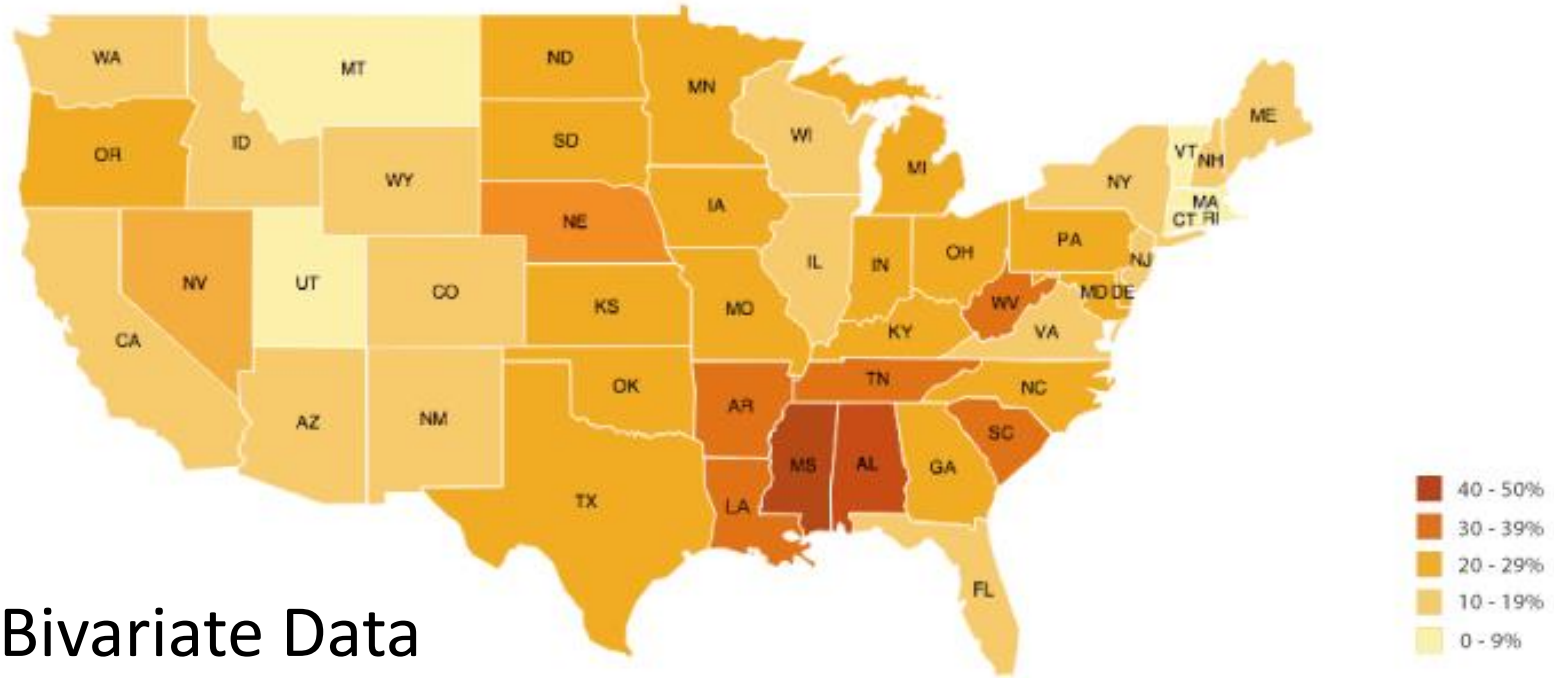 WA
MT
ND
MN
ME
OR
ID
SD
WI
VT
NH
WY
MI
NY
MA
NE
IA
CT RI
PA
NV
UT
CO
IL
IN
OH
NJ
KS
MO
WV
MD DE
CA
KY
VA
TN
NC
OK
AR
AZ
NM
SC
MS
AL
GA
TX
LA
40 - 50%
30 - 39%
20 - 29%
10 - 19%
0 - 9%
FL
Bivariate Data